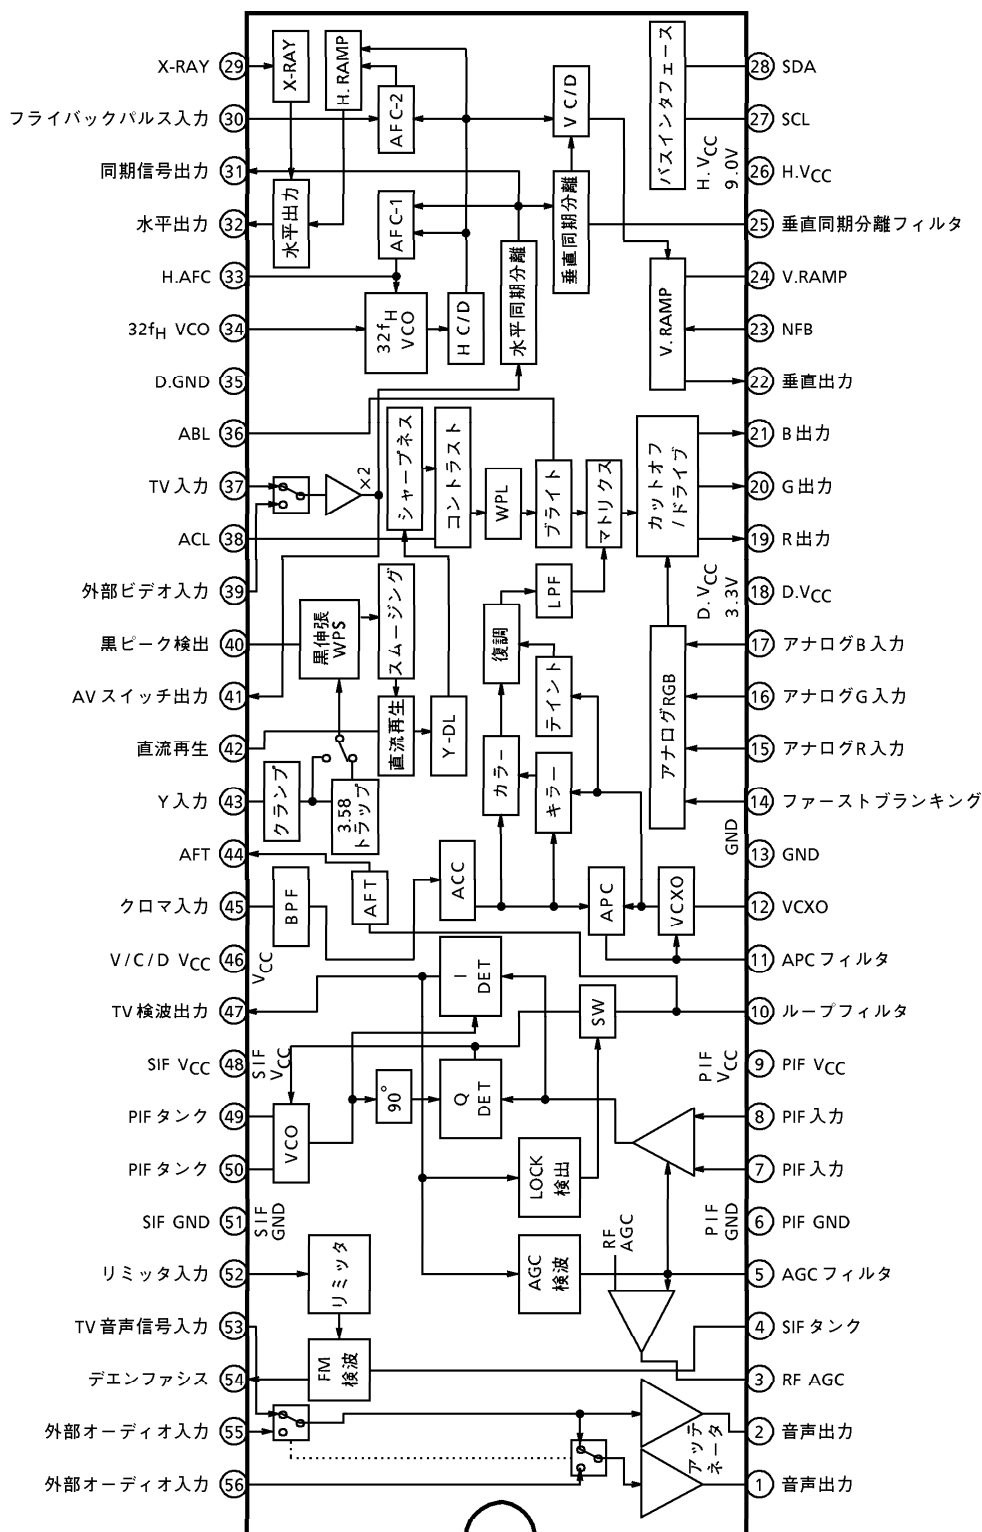 X-RAY 29
フライバックパルス入力 30
同期信号出力 31
水平出力 32
H.AFC 33
32fH VCO 34
D.GND 35
ABL 36
TV入力 37
ACL 38
外部ビデオ入力 39
黒ピーク検出 40
AVスイッチ出力 41
直流再生 42
Y入力 43
AFT 44
クロマ入力 45
V/C/D VCC 46
TV検波出力 47
SIF VCC 48
PIFタンク 49
PIFタンク 50
SIF GND 51
リミッタ入力 52
TV音声信号入力 53
デエンファシス 54
外部オーディオ入力 55
外部オーディオ入力 56
X-RAY
H.RAMP
AFC-2
V C/D
バスインタフェース
H.VCC
9.0V
水平出力
AFC-1
垂直同期分離
水平同期分離
32fH
VCO
H C/D
V.RAMP
×2
シャープネス
コントラスト
WPL
ブライト
マトリクス
カットオフ
/ドライブ
黒伸張
WPS
スムージング
LPF
復調
ティント
D.VCC
3.3V
アナログRGB
直流再生
Y-DL
カラー
キラー
クランプ
3.58
トラップ
GND
AFT
ACC
BPF
APC
VCXO
VCC
I
DET
SW
SIF
VCC
90°
Q
DET
PIF
VCC
VCO
LOCK
検出
SIF
GND
RF
AGC
PIF
GND
リミッタ
AGC
検波
FM
検波
アッテ
ネータ
28 SDA
27 SCL
26 H.VCC
25 垂直同期分離フィルタ
24 V.RAMP
23 NFB
22 垂直出力
21 B出力
20 G出力
19 R出力
18 D.VCC
17 アナログB入力
16 アナログG入力
15 アナログR入力
14 ファーストブランキング
13 GND
12 VCXO
11 APCフィルタ
10 ループフィルタ
9 PIF VCC
8 PIF入力
7 PIF入力
6 PIF GND
5 AGCフィルタ
4 SIFタンク
3 RF AGC
2 音声出力
1 音声出力